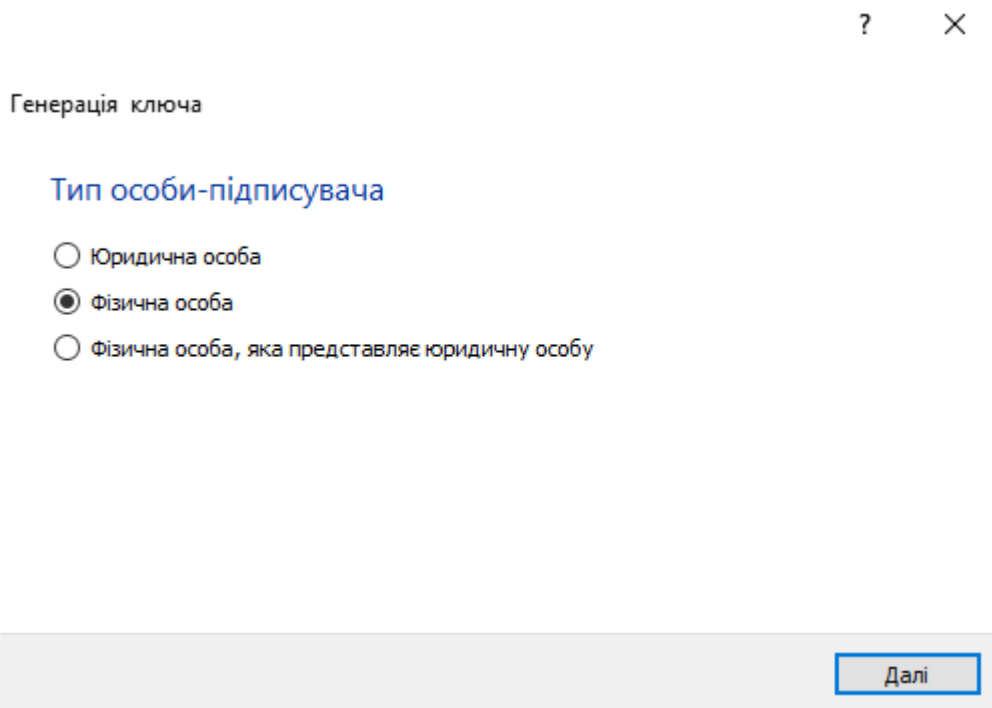 ?
Генерація ключа
Тип особи-підписувача
Юридична особа
Фізична особа
Фізична особа, яка представляє юридичну особу
Далі